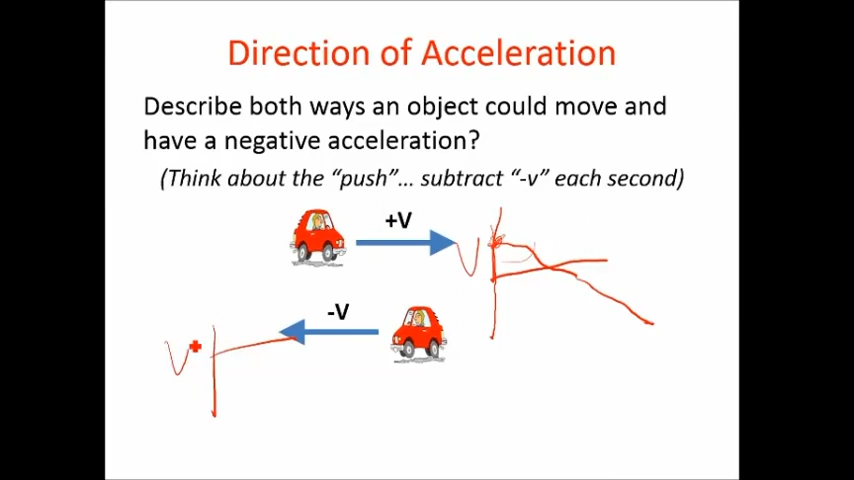 Direction of Acceleration
Describe both ways an object could move and
have a negative acceleration?
(Think about the “push”… subtract “-v” each second)
+V
V
-V
V